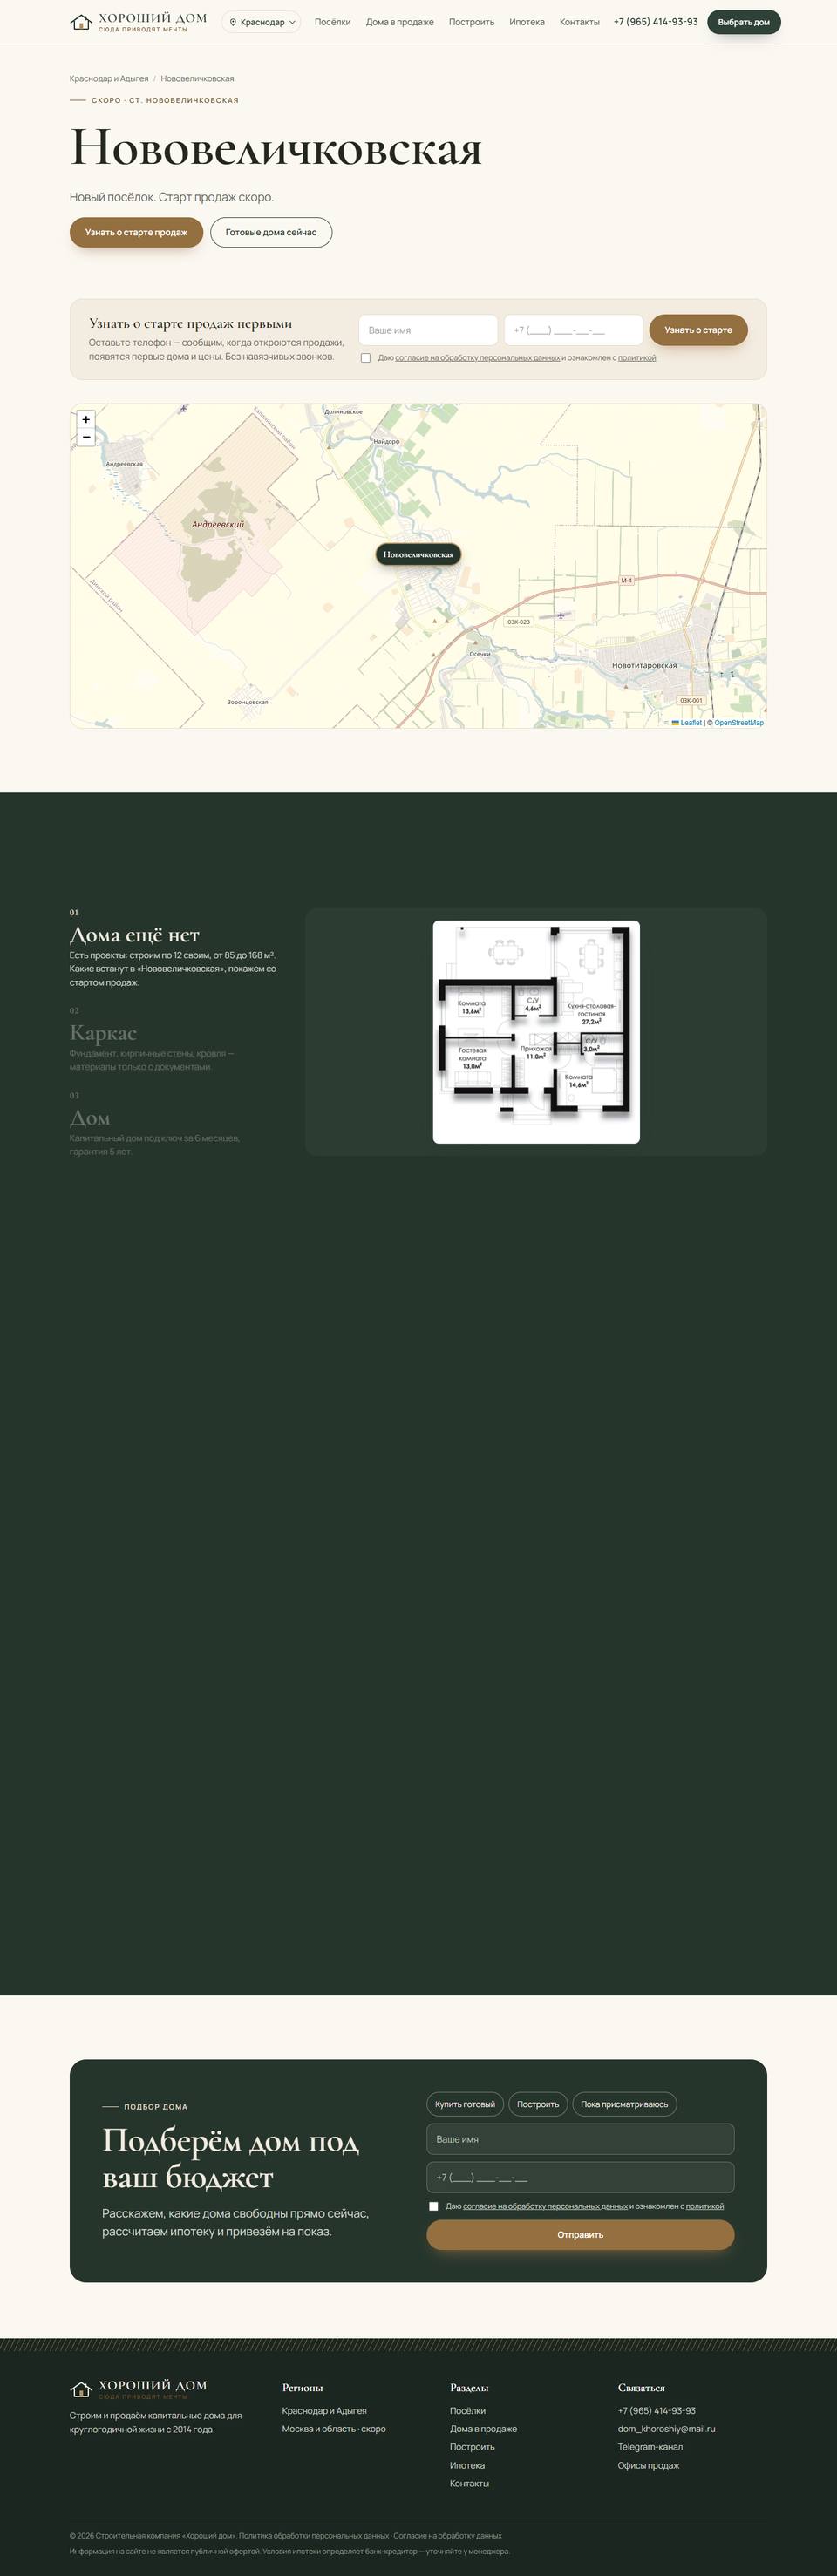 ХОРОШИЙ ДОМ
СЮДА ПРИВОДЯТ МЕЧТЫ
Краснодар
Посёлки
Дома в продаже
Построить
Ипотека
Контакты
+7 (965) 414-93-93
Выбрать дом
Краснодар и Адыгея / Нововеличковская
СКОРО · СТ. НОВОВЕЛИЧКОВСКАЯ
Нововеличковская
Новый посёлок. Старт продаж скоро.
Узнать о старте продаж
Готовые дома сейчас
Узнать о старте продаж первыми
Оставьте телефон — сообщим, когда откроются продажи,
появятся первые дома и цены. Без навязчивых звонков.
Ваше имя
+7 (___) ___-__-__
Узнать о старте
Даю согласие на обработку персональных данных и ознакомлен с политикой
+
−
Долиновское
Калининский район
Найдорф
Андреевская
Андреевский
Нововеличковская
Динской район
М-4
03К-023
Осечки
Новотитаровская
Воронцовская
03К-001
Leaflet | © OpenStreetMap
01
Дома ещё нет
Есть проекты: строим по 12 своим, от 85 до 168 м².
Какие встанут в «Нововеличковская», покажем со
стартом продаж.
02
Каркас
Фундамент, кирпичные стены, кровля —
материалы только с документами.
03
Дом
Капитальный дом под ключ за 6 месяцев,
гарантия 5 лет.
Комната
13,6м²
С/У
4,6м²
Кухня-столовая-
гостиная
27,2м²
Гостевая
комната
13,0м²
Прихожая
11,0м²
С/У
3,0м²
Комната
14,6м²
ПОДБОР ДОМА
Подберём дом под
ваш бюджет
Расскажем, какие дома свободны прямо сейчас,
рассчитаем ипотеку и привезём на показ.
Купить готовый
Построить
Пока присматриваюсь
Ваше имя
+7 (___) ___-__-__
Даю согласие на обработку персональных данных и ознакомлен с политикой
Отправить
ХОРОШИЙ ДОМ
СЮДА ПРИВОДЯТ МЕЧТЫ
Строим и продаём капитальные дома для
круглогодичной жизни с 2014 года.
Регионы
Краснодар и Адыгея
Москва и область · скоро
Разделы
Посёлки
Дома в продаже
Построить
Ипотека
Контакты
Связаться
+7 (965) 414-93-93
dom_khoroshiy@mail.ru
Telegram-канал
Офисы продаж
© 2026 Строительная компания «Хороший дом». Политика обработки персональных данных · Согласие на обработку данных
Информация на сайте не является публичной офертой. Условия ипотеки определяет банк-кредитор — уточняйте у менеджера.